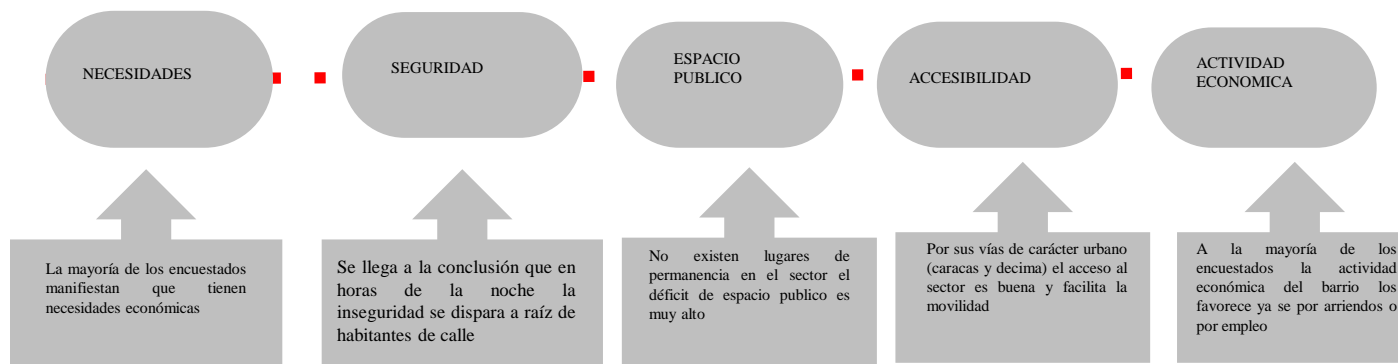 NECESIDADES
SEGURIDAD
ESPACIO
PUBLICO
ACCESIBILIDAD
ACTIVIDAD
ECONOMICA
La mayoría de los encuestados
manifiestan que tienen
necesidades económicas
Se llega a la conclusión que en
horas de la noche la
inseguridad se dispara a raíz de
habitantes de calle
No existen lugares de
permanencia en el sector el
déficit de espacio publico es
muy alto
Por sus vías de carácter urbano
(caracas y decima) el acceso al
sector es buena y facilita la
movilidad
A la mayoría de los
encuestados la actividad
económica del barrio los
favorece ya se por arriendos o
por empleo